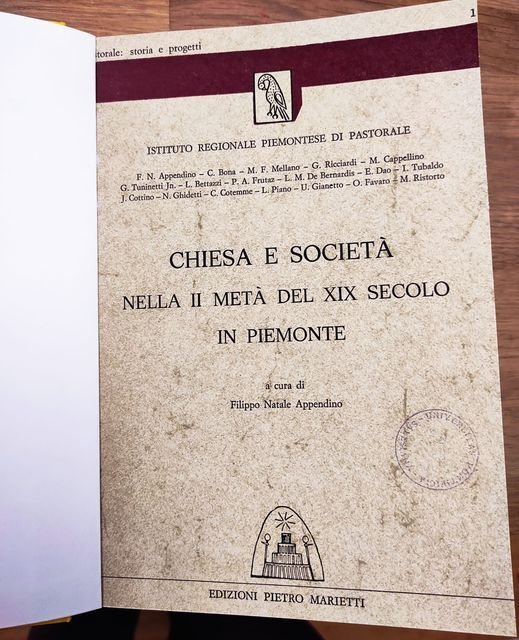 torale: storia e progetti
1
ISTITUTO REGIONALE PIEMONTESE DI PASTORALE
F. N. Appendino – C. Bona – M. F. Mellano – G. Ricciardi – M. Cappellino
G. Tuninetti Jn. – L. Bettazzi – P. A. Frutaz – L. M. De Bernardis – E. Dao – I. Tubaldo
J. Cottino – N. Ghidetti – C. Cotemme – L. Piano – U. Gianetto – O. Favaro – M. Ristorto
CHIESA E SOCIETÀ
NELLA II METÀ DEL XIX SECOLO
IN PIEMONTE
a cura di
Filippo Natale Appendino
EDIZIONI PIETRO MARIETTI